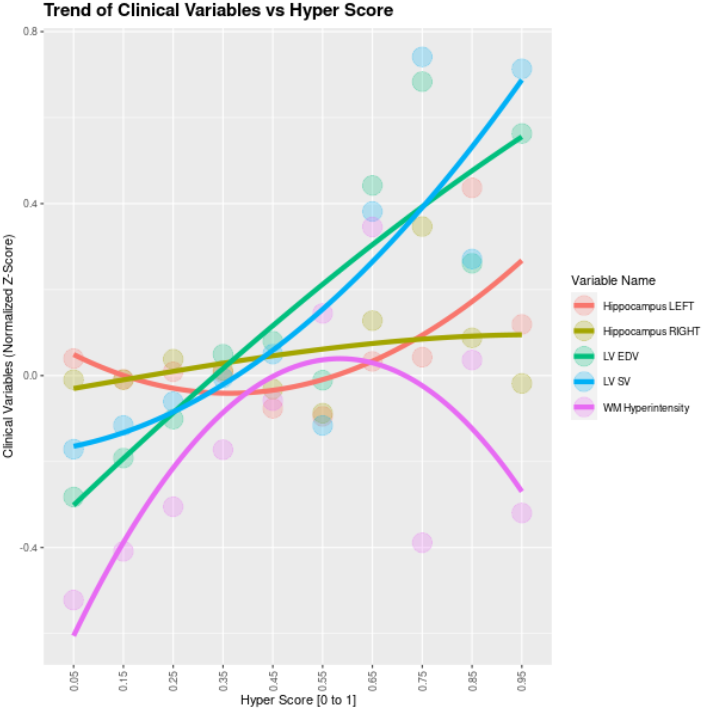 Trend of Clinical Variables vs Hyper Score
Clinical Variables (Normalized Z-Score)
0.8
0.4
0.0
-0.4
0.05
0.15
0.25
0.35
0.45
0.55
0.65
0.75
0.85
0.95
Hyper Score [0 to 1]
Variable Name
Hippocampus LEFT
Hippocampus RIGHT
LV EDV
LV SV
WM Hyperintensity